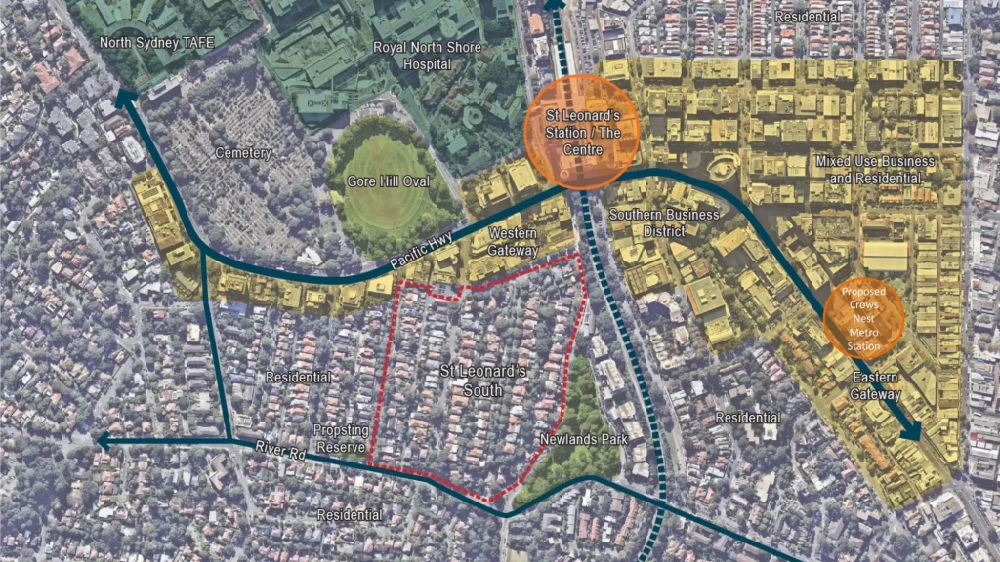 Residential
North Sydney TAFE
Royal North Shore
Hospital
St Leonard's
Station / The
Centre
Cemetery
Gore Hill Oval
Mixed Use Business
and Residential
Southern Business
District
Western
Gateway
Pacific Hwy
Proposed
Crows
Nest
Metro
Station
Eastern
Gateway
Residential
St Leonard's
South
Residential
Propsting
Reserve
River Rd
Newlands Park
Residential